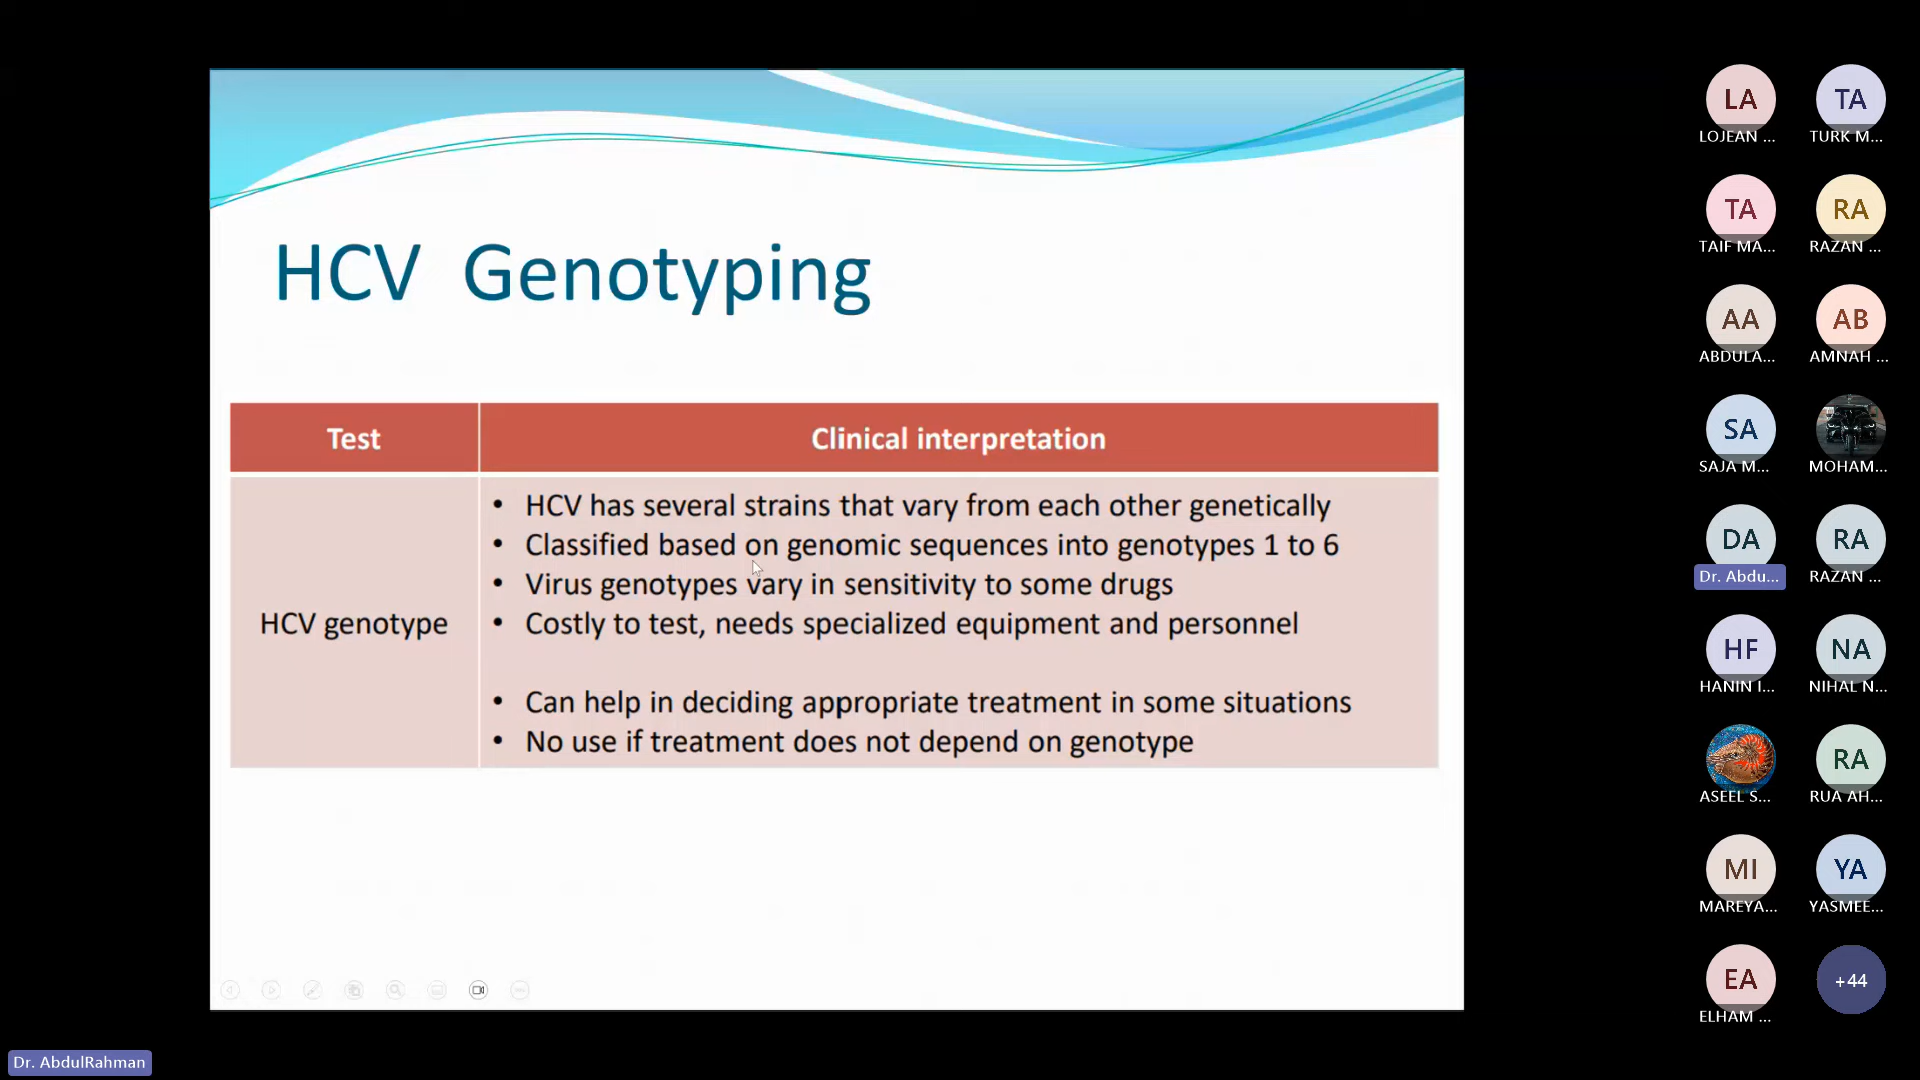 HCV Genotyping
Test
Clinical interpretation
HCV genotype
• HCV has several strains that vary from each other genetically
• Classified based on genomic sequences into genotypes 1 to 6
• Virus genotypes vary in sensitivity to some drugs
• Costly to test, needs specialized equipment and personnel
• Can help in deciding appropriate treatment in some situations
• No use if treatment does not depend on genotype
LA
LOJEAN ...
TA
TURK M...
TA
TAIF MA...
RA
RAZAN ...
AA
ABDULA...
AB
AMNAH ...
SA
SAJA M...
MOHAM...
DA
Dr. Abdu...
RA
RAZAN ...
HF
HANIN I...
NA
NIHAL N...
ASEEL S...
RA
RUA AH...
MI
MAREYA...
YA
YASMEE...
EA
ELHAM ...
+44
Dr. AbdulRahman